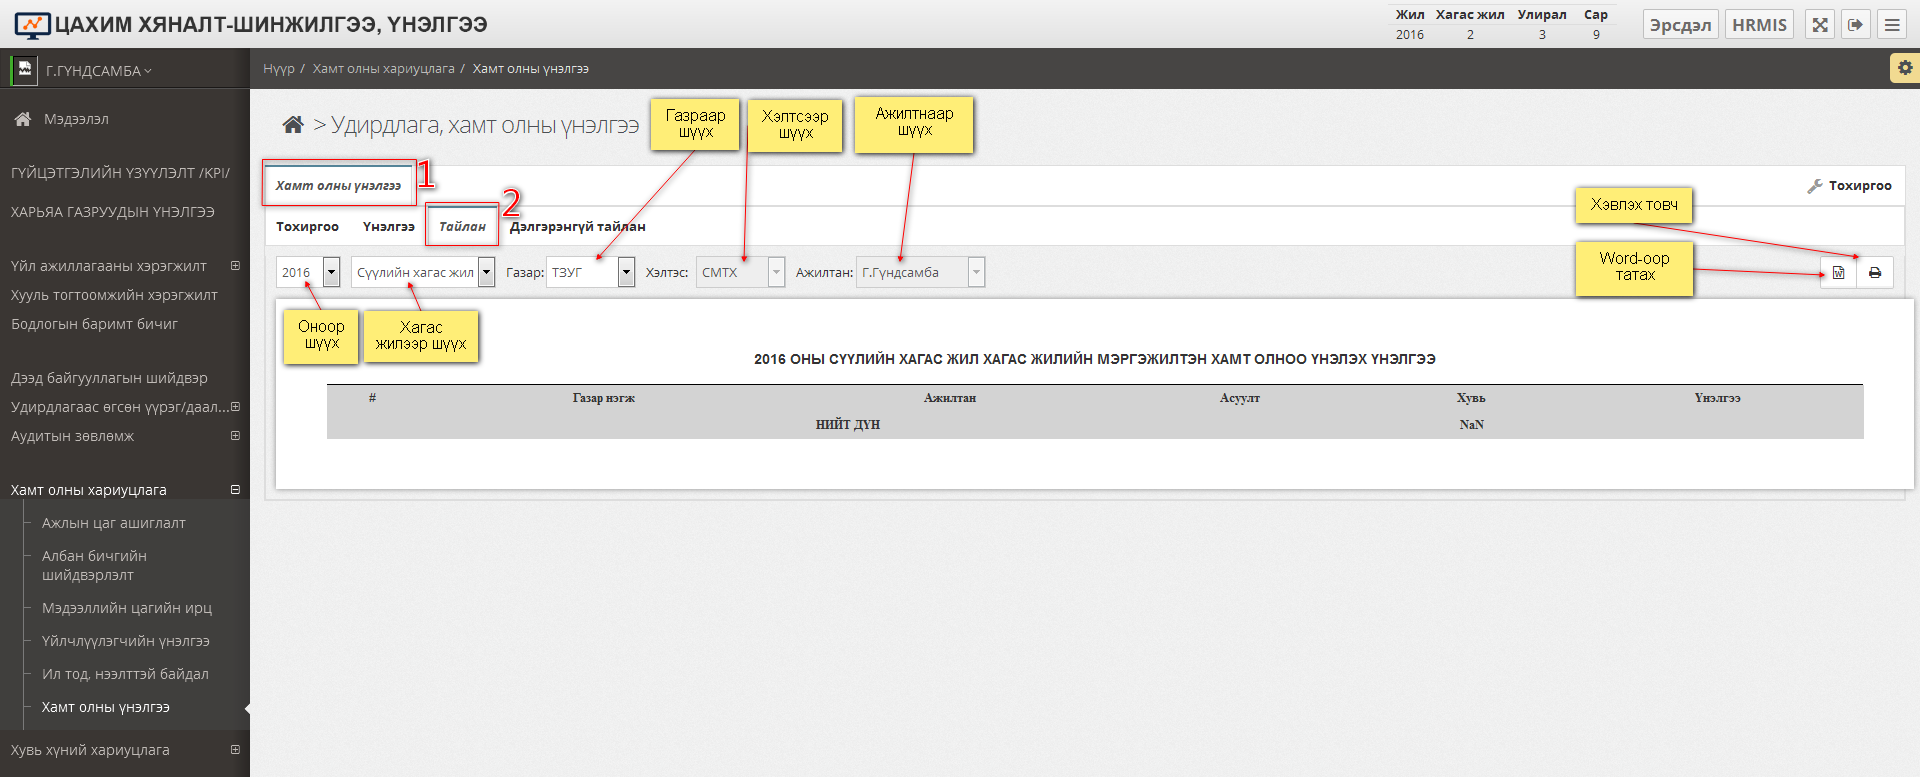 ЦАХИМ ХЯНАЛТ-ШИНЖИЛГЭЭ, ҮНЭЛГЭЭ
Жил Хагас жил Улирал Сар
2016 2 3 9
Эрсдэл HRMIS
Г.ГҮНДСАМБА
Нүүр / Хамт олны хариуцлага / Хамт олны үнэлгээ
Мэдээлэл
ГҮЙЦЭТГЭЛИЙН ҮЗҮҮЛЭЛТ /KPI/
ХАРЬЯА ГАЗРУУДЫН ҮНЭЛГЭЭ
Үйл ажиллагааны хэрэгжилт
Хууль тогтоомжийн хэрэгжилт
Бодлогын баримт бичиг
Дээд байгууллагын шийдвэр
Удирдлагаас өгсөн үүрэг/даал...
Аудитын зөвлөмж
Хамт олны хариуцлага
Ажлын цаг ашиглалт
Албан бичгийн
шийдвэрлэлт
Мэдээллийн цагийн ирц
Үйлчлүүлэгчийн үнэлгээ
Ил тод, нээлттэй байдал
Хамт олны үнэлгээ
Хувь хүний хариуцлага
> Удирдлага, хамт олны үнэлгээ
Газраар
шүүх
Хэлтсээр
шүүх
Ажилтнаар
шүүх
Хамт олны үнэлгээ 1
Тохиргоо
Тохиргоо Үнэлгээ Тайлан 2 Дэлгэрэнгүй тайлан
Хэвлэх товч
Word-оор
татах
2016 Сүүлийн хагас жил Газар: ТЗУГ Хэлтэс: СМТХ Ажилтан: Г.Гүндсамба
Оноор
шүүх
Хагас
жилээр шүүх
2016 ОНЫ СҮҮЛИЙН ХАГАС ЖИЛ ХАГАС ЖИЛИЙН МЭРГЭЖИЛТЭН ХАМТ ОЛНОО ҮНЭЛЭХ ҮНЭЛГЭЭ
# Газар нэгж Ажилтан Асуулт Хувь Үнэлгээ
НИЙТ ДҮН NaN